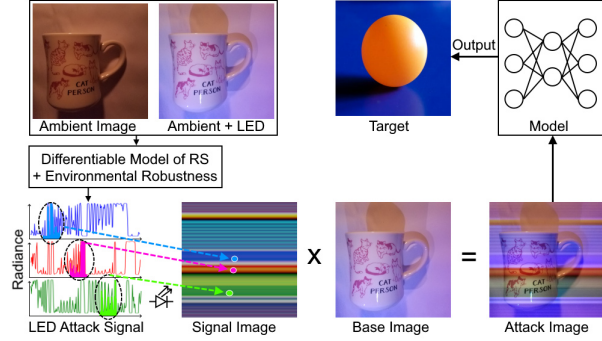 Ambient Image
Ambient + LED
Differentiable Model of RS
+ Environmental Robustness
Radiance
LED Attack Signal
Signal Image
X
Base Image
=
Attack Image
Target
Output
Model
CAT
PERSON
CAT
PERSON
CAT
PERSON
CAT
PERSON